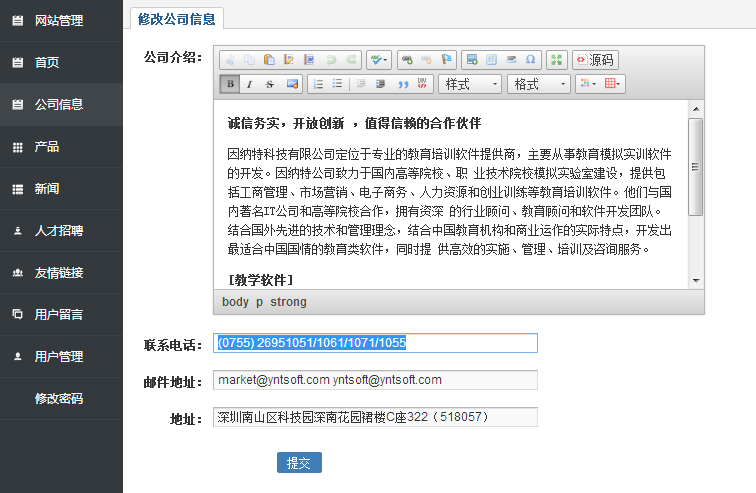 网站管理
首页
公司信息
产品
新闻
人才招聘
友情链接
用户留言
用户管理
修改密码
修改公司信息
公司介绍：
源码
B I S
样式 格式
诚信务实，开放创新 ，值得信赖的合作伙伴
因纳特科技有限公司定位于专业的教育培训软件提供商，主要从事教育模拟实训软件
的开发。因纳特公司致力于国内高等院校、职 业技术院校模拟实验室建设，提供包
括工商管理、市场营销、电子商务、人力资源和创业训练等教育培训软件。他们与国
内著名IT公司和高等院校合作，拥有资深 的行业顾问、教育顾问和软件开发团队。
结合国外先进的技术和管理理念，结合中国教育机构和商业运作的实际特点，开发出
最适合中国国情的教育类软件，同时提 供高效的实施、管理、培训及咨询服务。
[教学软件]
body p strong
联系电话： (0755) 26951051/1061/1071/1055
邮件地址： market@yntsoft.com yntsoft@yntsoft.com
地址： 深圳南山区科技园深南花园裙楼C座322（518057）
提交